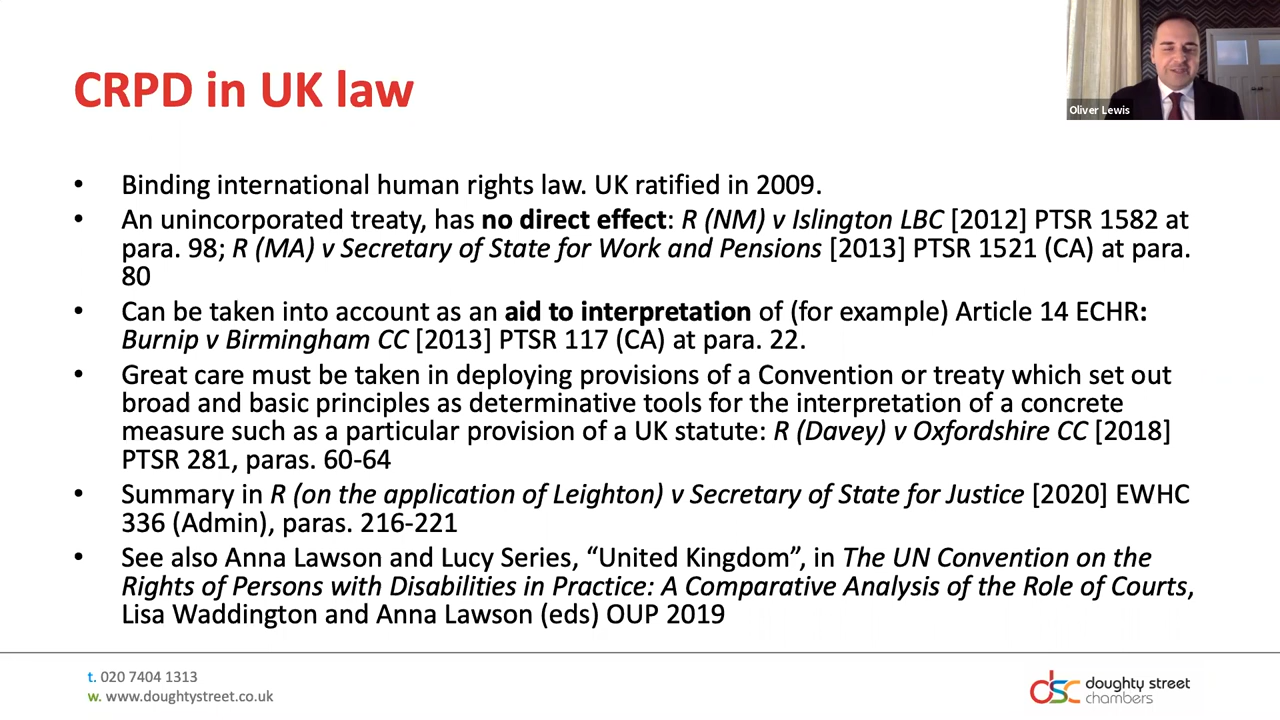 CRPD in UK law
Oliver Lewis
• Binding international human rights law. UK ratified in 2009.
• An unincorporated treaty, has no direct effect: R (NM) v Islington LBC [2012] PTSR 1582 at
para. 98; R (MA) v Secretary of State for Work and Pensions [2013] PTSR 1521 (CA) at para.
80
• Can be taken into account as an aid to interpretation of (for example) Article 14 ECHR:
Burnip v Birmingham CC [2013] PTSR 117 (CA) at para. 22.
• Great care must be taken in deploying provisions of a Convention or treaty which set out
broad and basic principles as determinative tools for the interpretation of a concrete
measure such as a particular provision of a UK statute: R (Davey) v Oxfordshire CC [2018]
PTSR 281, paras. 60-64
• Summary in R (on the application of Leighton) v Secretary of State for Justice [2020] EWHC
336 (Admin), paras. 216-221
• See also Anna Lawson and Lucy Series, “United Kingdom”, in The UN Convention on the
Rights of Persons with Disabilities in Practice: A Comparative Analysis of the Role of Courts,
Lisa Waddington and Anna Lawson (eds) OUP 2019
t. 020 7404 1313
w. www.doughtystreet.co.uk
dsc doughty street
chambers